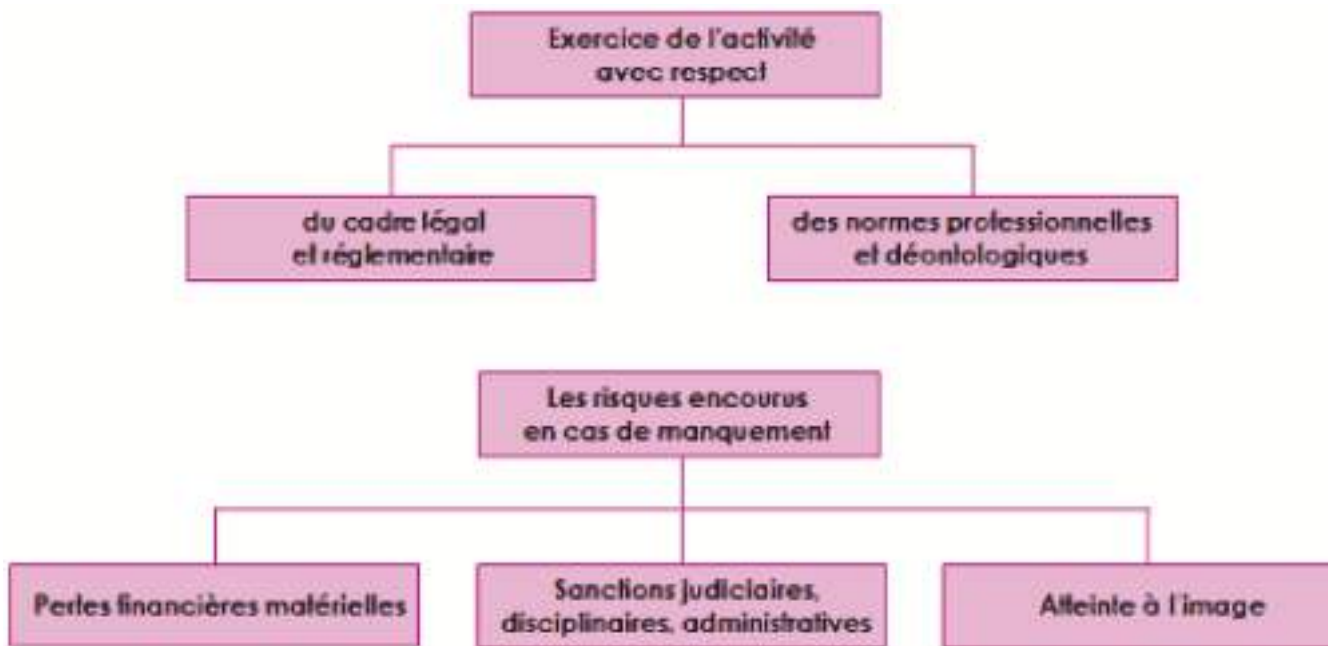 Exercice de l'activité
avec respect
du cadre légal
et réglementaire
des normes professionnelles
et déontologiques
Les risques encourus
en cas de manquement
Pertes financières matérielles
Sanctions judiciaires,
disciplinaires, administratives
Atteinte à l'image